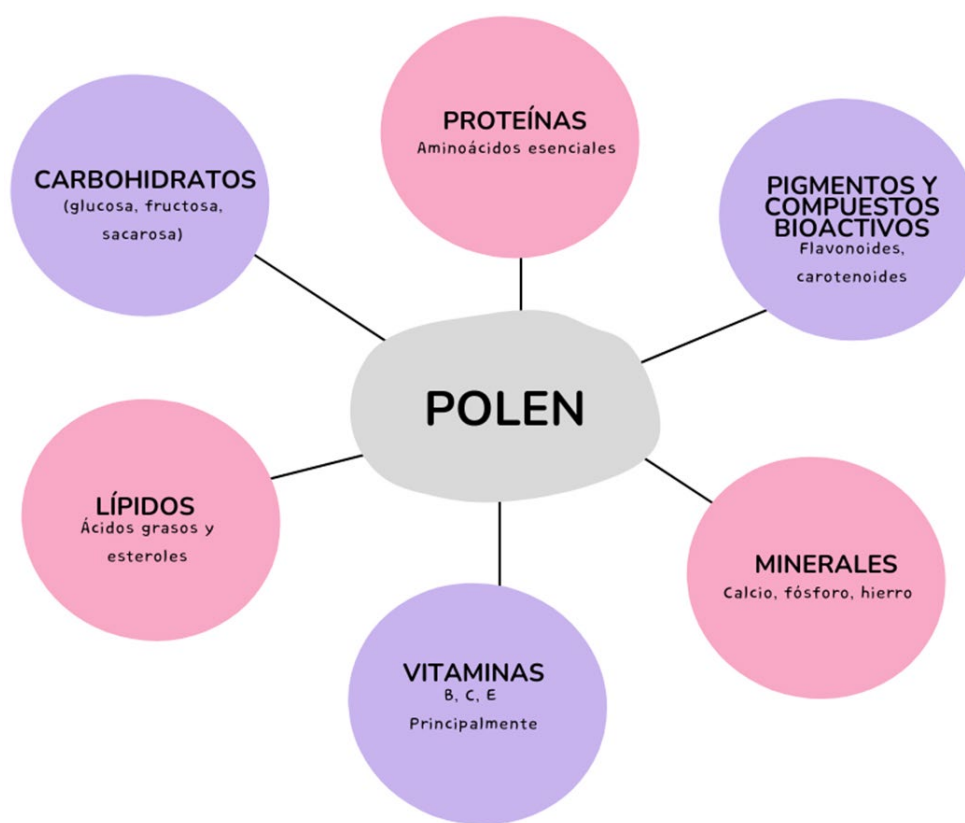 PROTEÍNAS
Aminoácidos esenciales
CARBOHIDRATOS
(glucosa, fructosa,
sacarosa)
PIGMENTOS Y
COMPUESTOS
BIOACTIVOS
Flavonoides,
carotenoides
POLEN
LÍPIDOS
Ácidos grasos y
esteroles
MINERALES
Calcio, fósforo, hierro
VITAMINAS
B, C, E
Principalmente